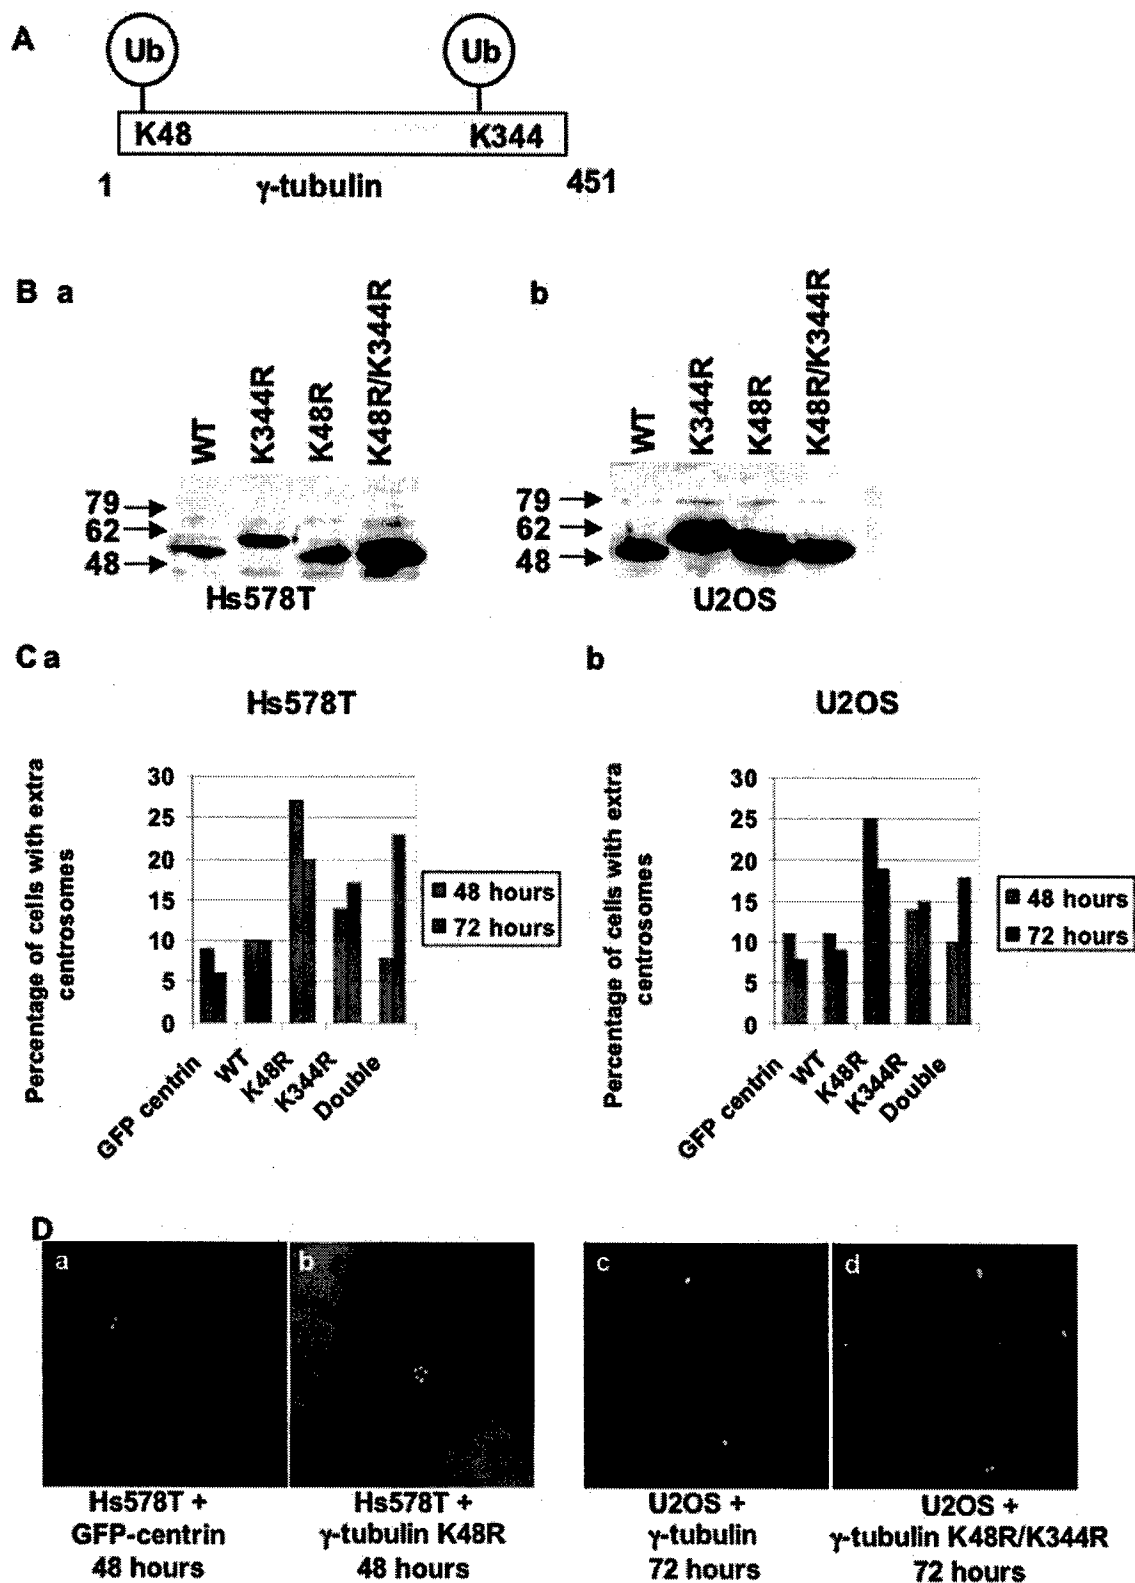 A
Ub Ub
K48 K344
1 γ-tubulin 451
B a
WT
K344R
K48R
K48R/K344R
79
62
48
Hs578T
b
WT
K344R
K48R
K48R/K344R
79
62
48
U2OS
C a
Hs578T
Percentage of cells with extra
centrosomes
30
25
20
15
10
5
0
GFP centrin
WT
K48R
K344R
Double
48 hours
72 hours
b
U2OS
Percentage of cells with extra
centrosomes
30
25
20
15
10
5
0
GFP centrin
WT
K48R
K344R
Double
48 hours
72 hours
D
a
Hs578T +
GFP-centrin
48 hours
b
Hs578T +
γ-tubulin K48R
48 hours
c
U2OS +
γ-tubulin
72 hours
d
U2OS +
γ-tubulin K48R/K344R
72 hours